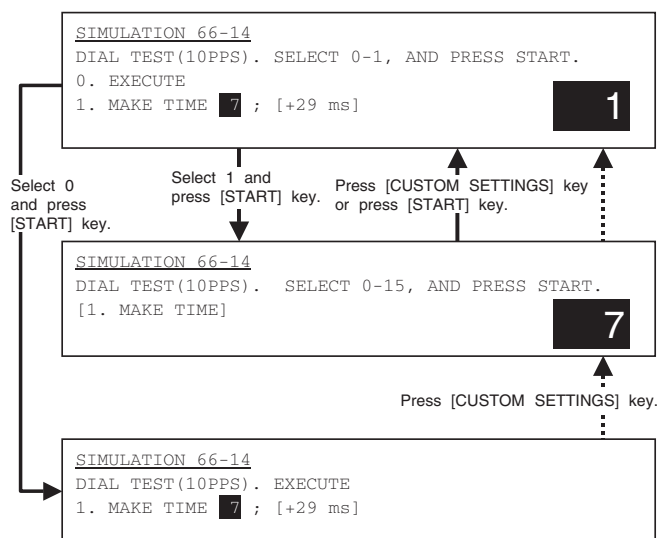 SIMULATION 66-14
DIAL TEST(10PPS). SELECT 0-1, AND PRESS START.
0. EXECUTE
1. MAKE TIME 7 ; [+29 ms]
1
Select 0
and press
[START] key.
Select 1 and
press [START] key.
Press [CUSTOM SETTINGS] key
or press [START] key.
SIMULATION 66-14
DIAL TEST(10PPS). SELECT 0-15, AND PRESS START.
[1. MAKE TIME]
7
Press [CUSTOM SETTINGS] key.
SIMULATION 66-14
DIAL TEST(10PPS). EXECUTE
1. MAKE TIME 7 ; [+29 ms]